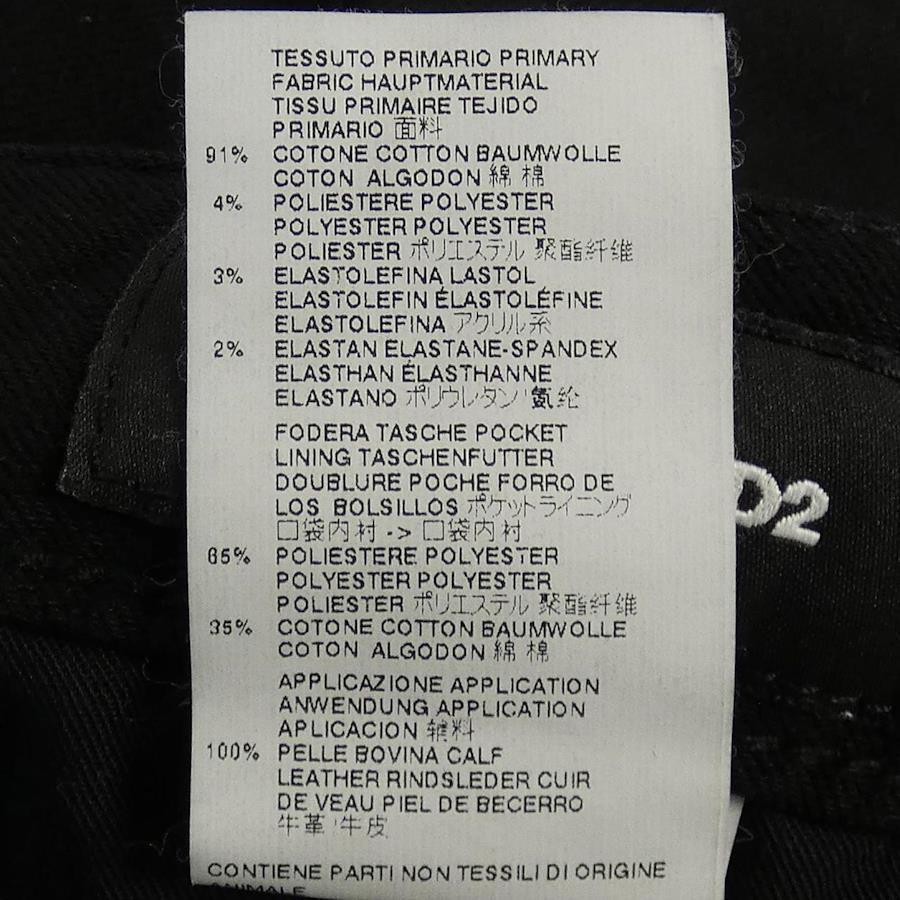 TESSUTO PRIMARIO PRIMARY
FABRIC HAUPTMATERIAL
TISSU PRIMAIRE TEJIDO
PRIMARIO 面料
91% COTONE COTTON BAUMWOLLE
COTON ALGODON 綿 棉
4% POLIESTERE POLYESTER
POLYESTER POLYESTER
POLIESTER ポリエステル 聚酯纤维
3% ELASTOLEFINA LASTOL
ELASTOLEFIN ÉLASTOLÉFINE
ELASTOLEFINA アクリル系
2% ELASTAN ELASTANE-SPANDEX
ELASTHAN ÉLASTHANNE
ELASTANO ポリウレタン 氨纶
FODERA TASCHE POCKET
LINING TASCHENFUTTER
DOUBLURE POCHE FORRO DE
LOS BOLSILLOS ポケットライニング
口袋内衬 -> 口袋内衬
65% POLIESTERE POLYESTER
POLYESTER POLYESTER
POLIESTER ポリエステル 聚酯纤维
35% COTONE COTTON BAUMWOLLE
COTON ALGODON 綿 棉
APPLICAZIONE APPLICATION
ANWENDUNG APPLICATION
APLICACION 辅料
100% PELLE BOVINA CALF
LEATHER RINDSLEDER CUIR
DE VEAU PIEL DE BECERRO
牛革 牛皮
CONTIENE PARTI NON TESSILI DI ORIGINE
ANIMALE
D2